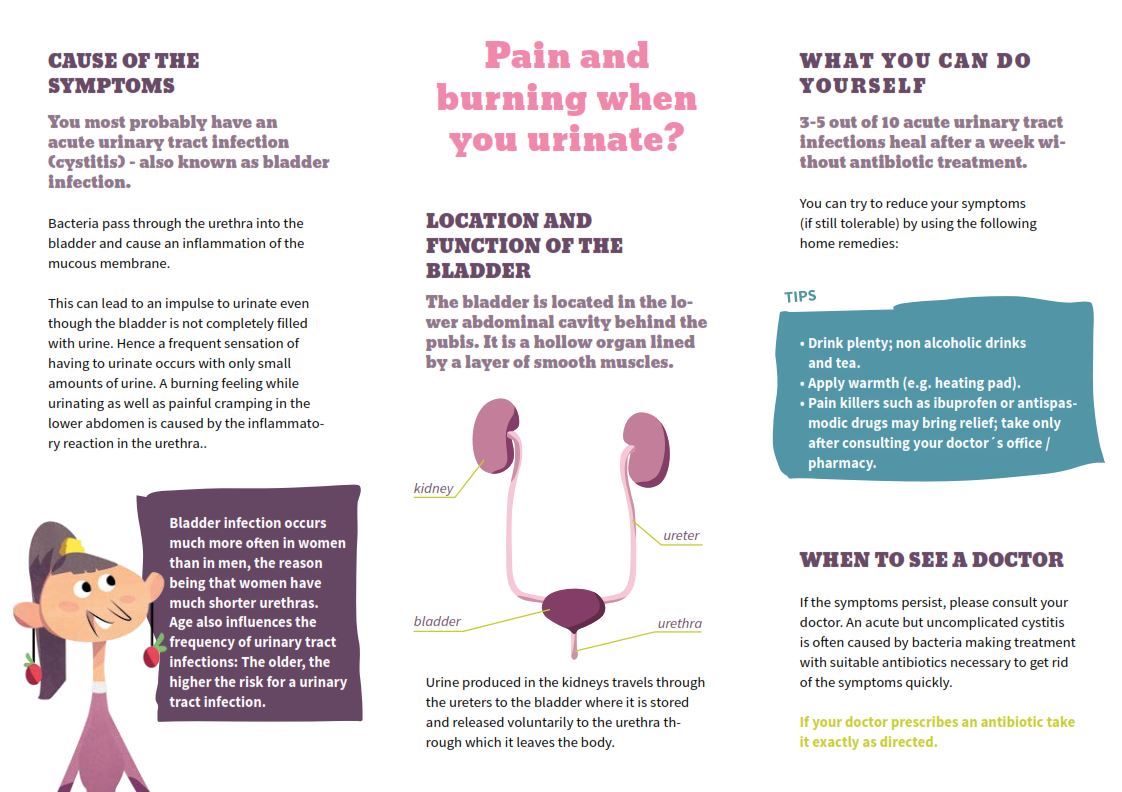 CAUSE OF THE
SYMPTOMS
You most probably have an
acute urinary tract infection
(cystitis) - also known as bladder
infection.
Bacteria pass through the urethra into the
bladder and cause an inflammation of the
mucous membrane.
This can lead to an impulse to urinate even
though the bladder is not completely filled
with urine. Hence a frequent sensation of
having to urinate occurs with only small
amounts of urine. A burning feeling while
urinating as well as painful cramping in the
lower abdomen is caused by the inflammato-
ry reaction in the urethra..
Bladder infection occurs
much more often in women
than in men, the reason
being that women have
much shorter urethras.
Age also influences the
frequency of urinary tract
infections: The older, the
higher the risk for a urinary
tract infection.
Pain and
burning when
you urinate?
LOCATION AND
FUNCTION OF THE
BLADDER
The bladder is located in the lo-
wer abdominal cavity behind the
pubis. It is a hollow organ lined
by a layer of smooth muscles.
kidney
ureter
bladder
urethra
Urine produced in the kidneys travels through
the ureters to the bladder where it is stored
and released voluntarily to the urethra th-
rough which it leaves the body.
WHAT YOU CAN DO
YOURSELF
3-5 out of 10 acute urinary tract
infections heal after a week wi-
thout antibiotic treatment.
You can try to reduce your symptoms
(if still tolerable) by using the following
home remedies:
TIPS
• Drink plenty; non alcoholic drinks
and tea.
• Apply warmth (e.g. heating pad).
• Pain killers such as ibuprofen or antispas-
modic drugs may bring relief; take only
after consulting your doctor´s office /
pharmacy.
WHEN TO SEE A DOCTOR
If the symptoms persist, please consult your
doctor. An acute but uncomplicated cystitis
is often caused by bacteria making treatment
with suitable antibiotics necessary to get rid
of the symptoms quickly.
If your doctor prescribes an antibiotic take
it exactly as directed.